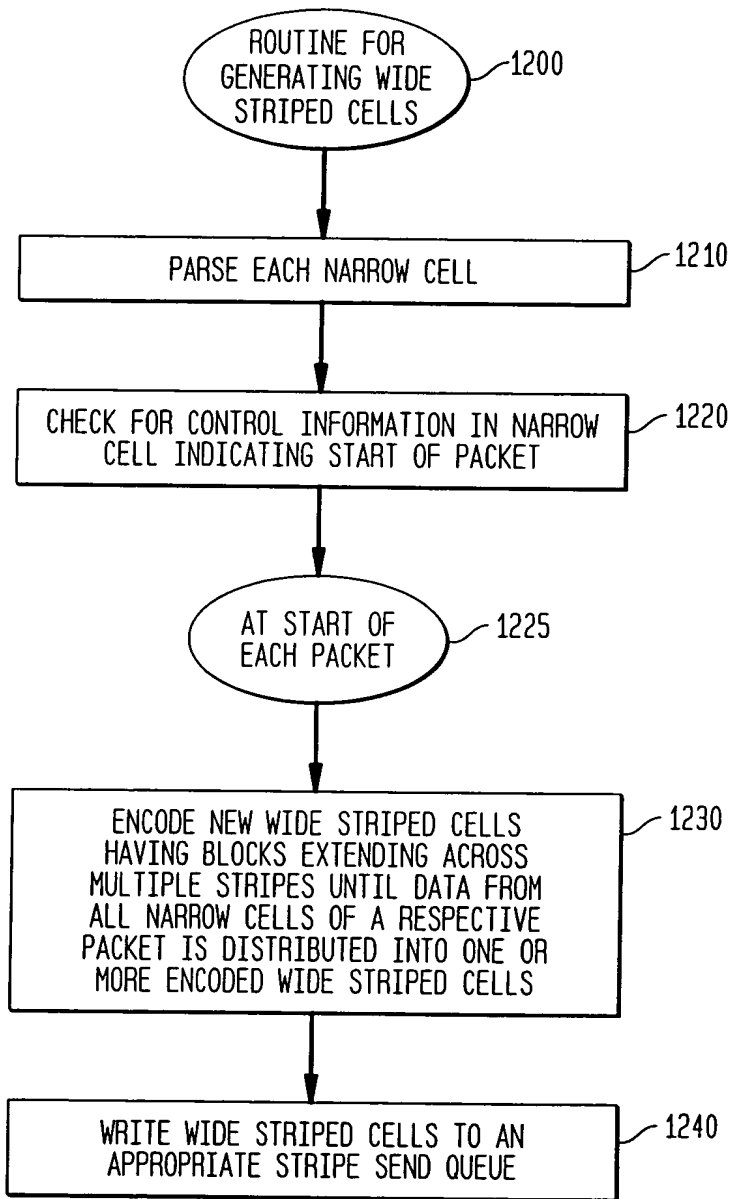 ROUTINE FOR
GENERATING WIDE
STRIPED CELLS
1200
PARSE EACH NARROW CELL
1210
CHECK FOR CONTROL INFORMATION IN NARROW
CELL INDICATING START OF PACKET
1220
AT START OF
EACH PACKET
1225
ENCODE NEW WIDE STRIPED CELLS
HAVING BLOCKS EXTENDING ACROSS
MULTIPLE STRIPES UNTIL DATA FROM
ALL NARROW CELLS OF A RESPECTIVE
PACKET IS DISTRIBUTED INTO ONE OR
MORE ENCODED WIDE STRIPED CELLS
1230
WRITE WIDE STRIPED CELLS TO AN
APPROPRIATE STRIPE SEND QUEUE
1240